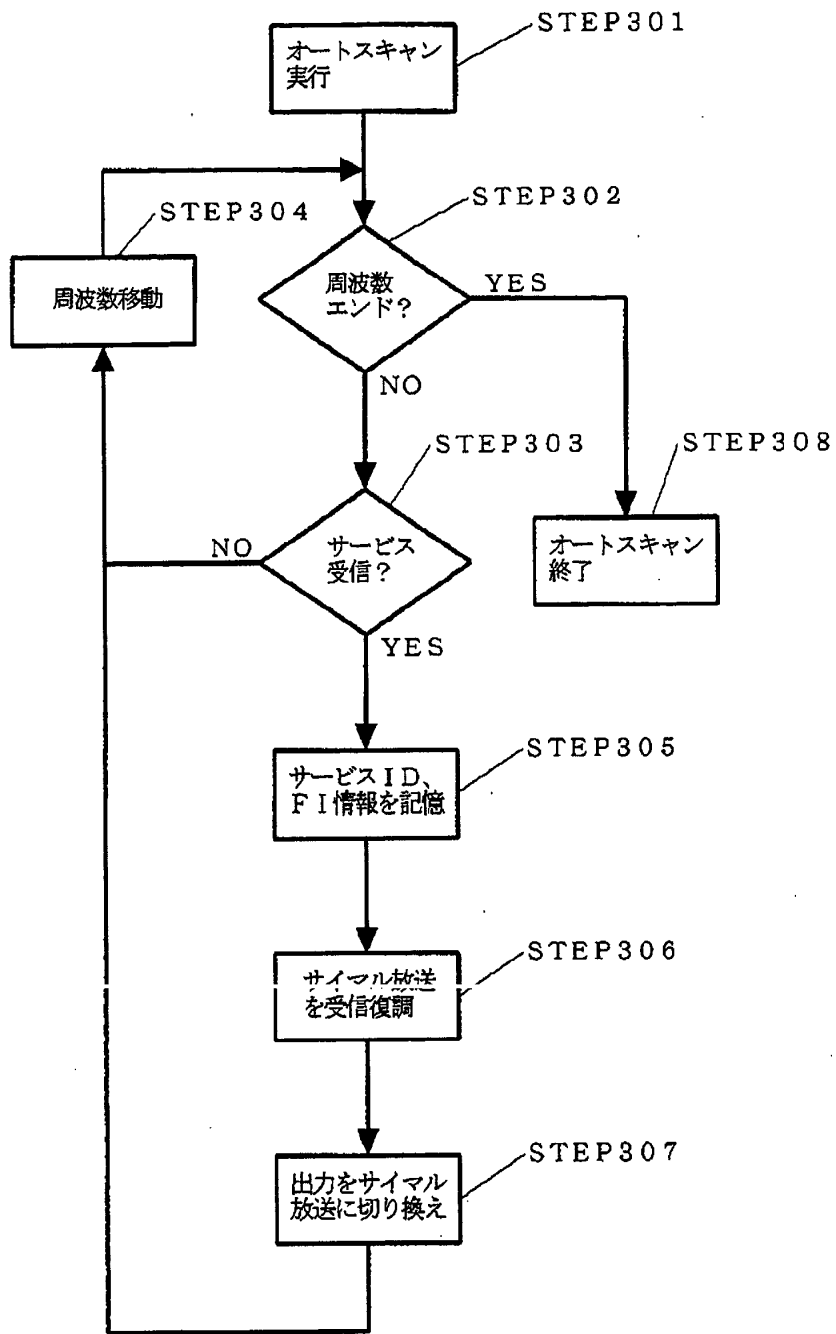 STEP301
オートスキャン
実行
STEP304
STEP302
周波数移動
周波数
エンド?
YES
NO
STEP303
STEP308
NO
サービス
受信?
オートスキャン
終了
YES
STEP305
サービスID、
FI情報を記憶
STEP306
サイマル放送
を受信復調
STEP307
出力をサイマル
放送に切り換え